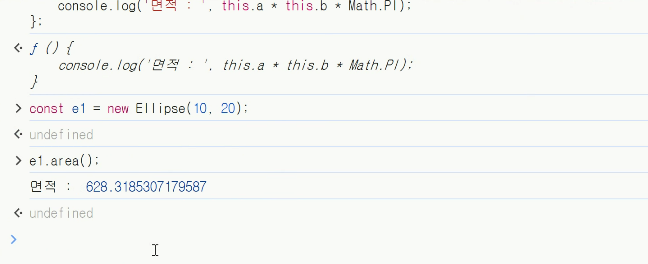 console.log('면적 : ', this.a * this.b * Math.PI);
};
ƒ () {
console.log('면적 : ', this.a * this.b * Math.PI);
}
const e1 = new Ellipse(10, 20);
undefined
e1.area();
면적 : 628.3185307179587
undefined